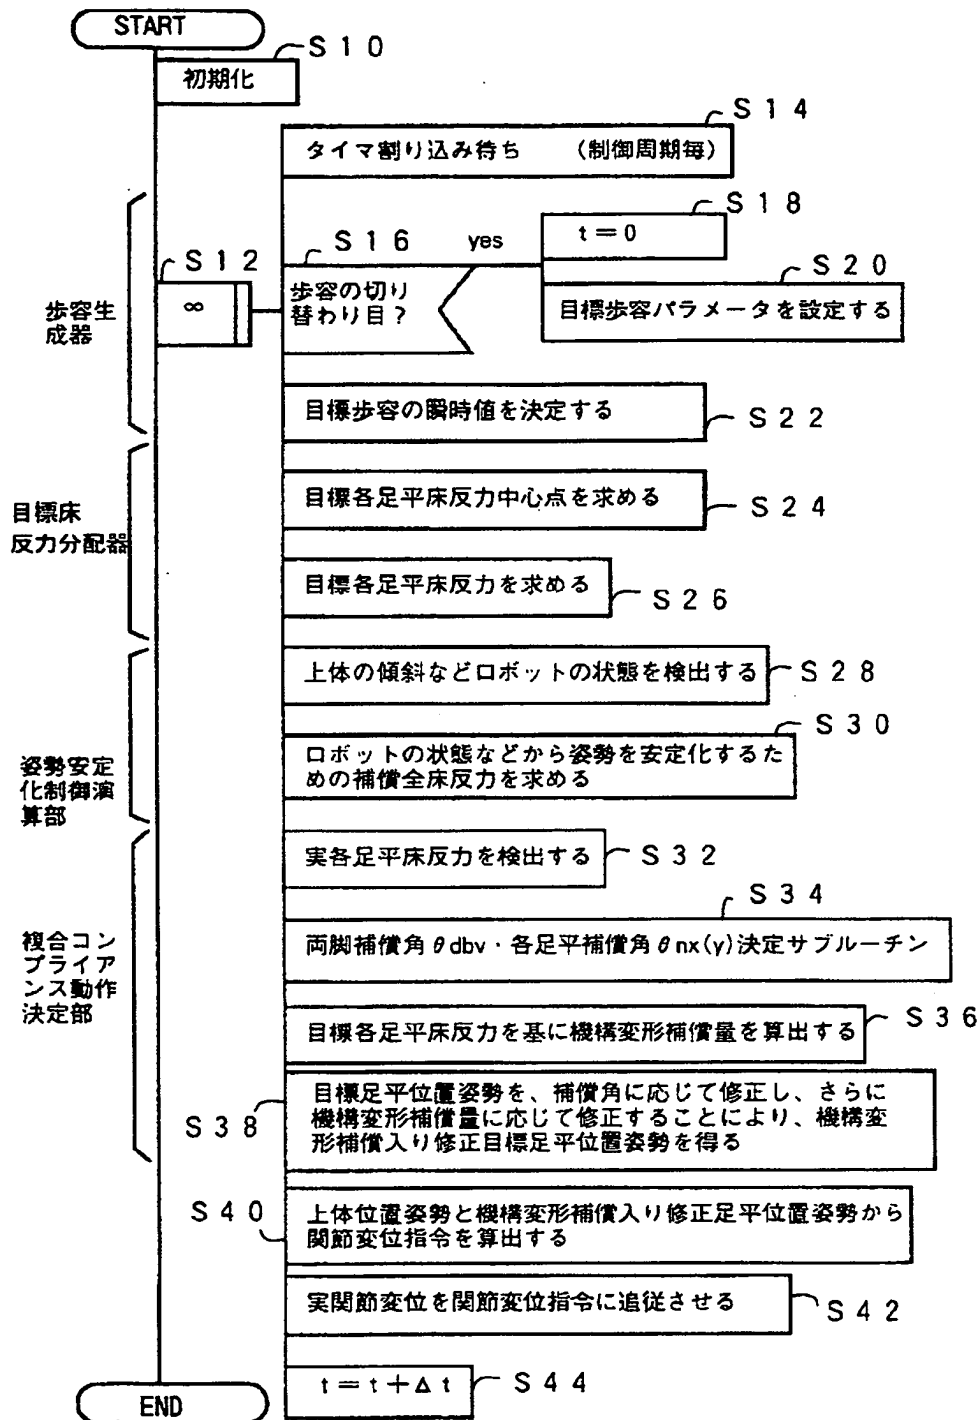 START
S10
初期化
S14
タイマ割り込み待ち (制御周期毎)
S18
t=0
S16
yes
S12
∞
歩容の切り
替わり目?
S20
目標歩容パラメータを設定する
歩容生
成器
目標歩容の瞬時値を決定する
S22
目標床
反力分配器
目標各足平床反力中心点を求める
S24
目標各足平床反力を求める
S26
上体の傾斜などロボットの状態を検出する
S28
S30
姿勢安定
化制御演
算部
ロボットの状態などから姿勢を安定化するた
めの補償全床反力を求める
実各足平床反力を検出する
S32
S34
複合コン
プライア
ンス動作
決定部
両脚補償角θdbv・各足平補償角θnx(y)決定サブルーチン
目標各足平床反力を基に機構変形補償量を算出する
S36
S38
目標足平位置姿勢を、補償角に応じて修正し、さらに
機構変形補償量に応じて修正することにより、機構変
形補償入り修正目標足平位置姿勢を得る
S40
上体位置姿勢と機構変形補償入り修正足平位置姿勢から
関節変位指令を算出する
実関節変位を関節変位指令に追従させる
S42
t=t+Δt
S44
END